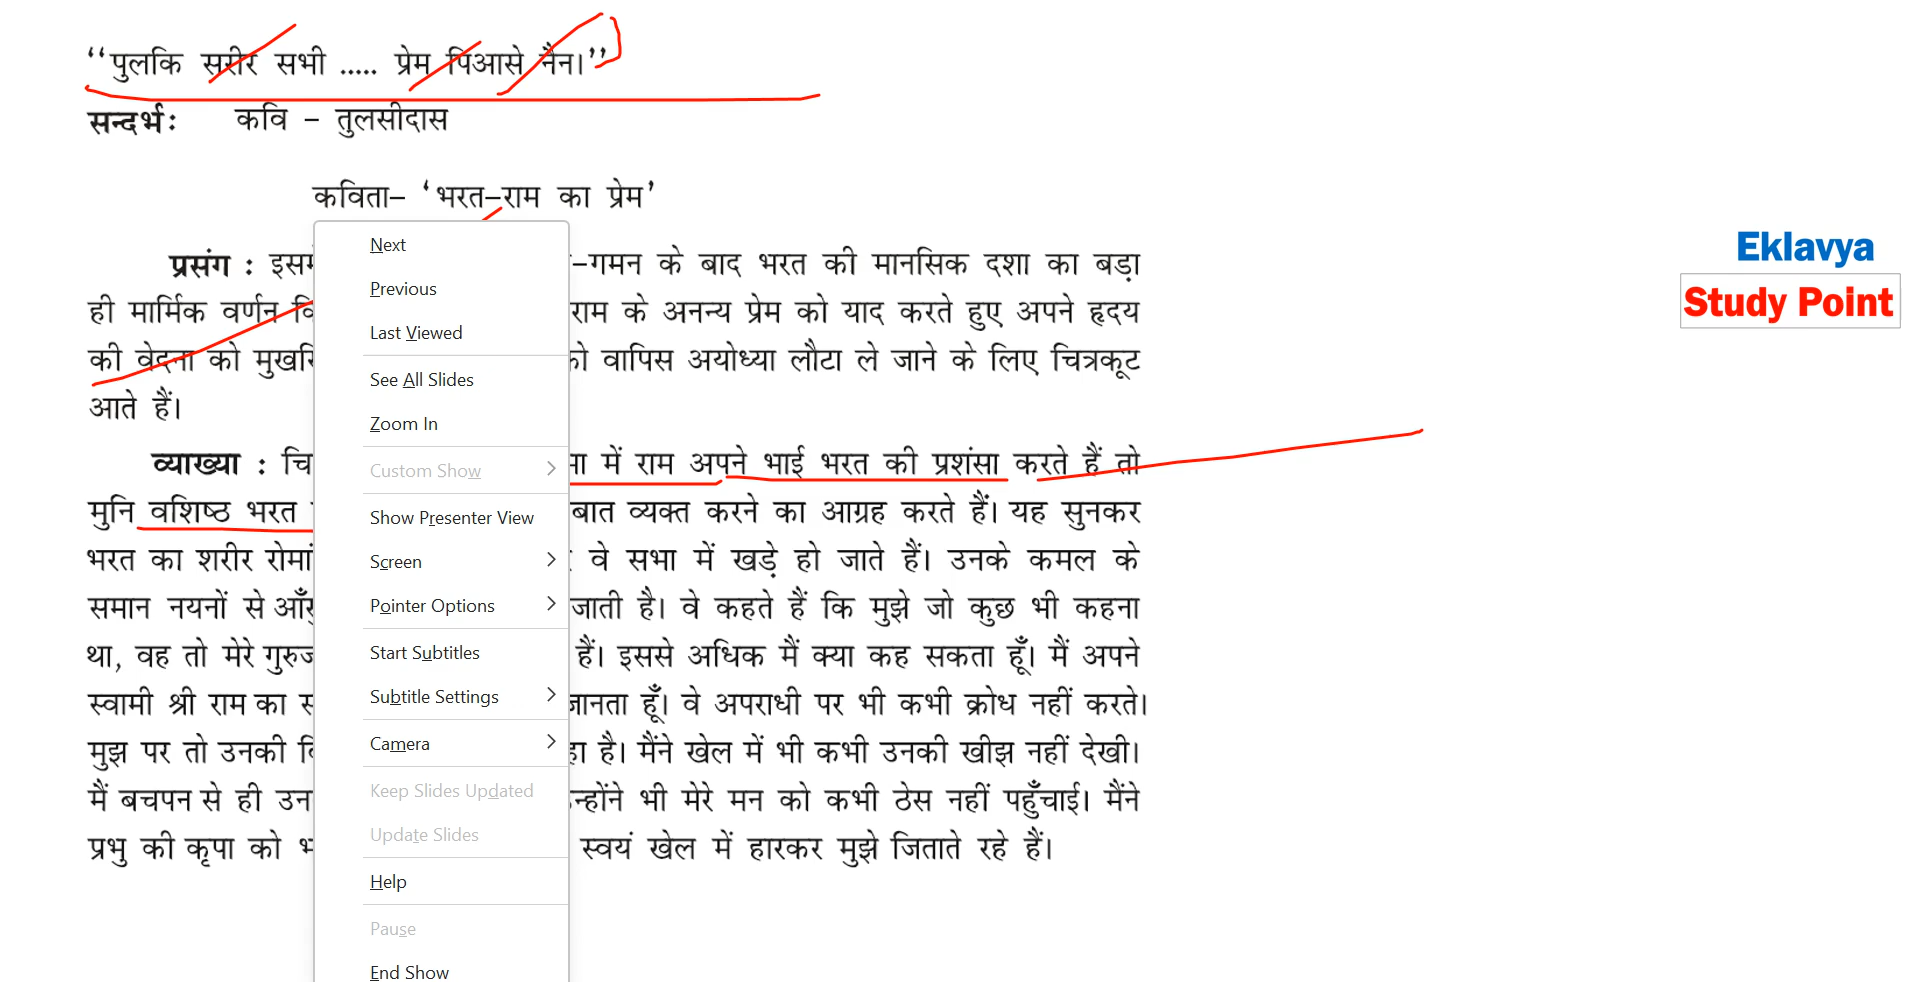 “पुलकि सरीर सभी ..... प्रेम पिआसे नैन।”
सन्दर्भ: कवि – तुलसीदास
कविता– ‘भरत–राम का प्रेम’
प्रसंग : –गमन के बाद भरत की मानसिक दशा का बड़ा
ही मार्मिक वर्णन राम के अनन्य प्रेम को याद करते हुए अपने हृदय
की वेदना को वापिस अयोध्या लौटा ले जाने के लिए चित्रकूट
आते हैं।
व्याख्या : में राम अपने भाई भरत की प्रशंसा करते हैं तो
मुनि वशिष्ठ भरत बात व्यक्त करने का आग्रह करते हैं। यह सुनकर
भरत का शरीर वे सभा में खड़े हो जाते हैं। उनके कमल के
समान नयनों से जाती है। वे कहते हैं कि मुझे जो कुछ भी कहना
था, वह तो मेरे हैं। इससे अधिक मैं क्या कह सकता हूँ। मैं अपने
स्वामी श्री राम का जानता हूँ। वे अपराधी पर भी कभी क्रोध नहीं करते।
मुझ पर तो उनकी है। मैंने खेल में भी कभी उनकी खीझ नहीं देखी।
मैं बचपन से ही भी मेरे मन को कभी ठेस नहीं पहुँचाई। मैंने
प्रभु की कृपा को स्वयं खेल में हारकर मुझे जिताते रहे हैं।
Next
Previous
Last Viewed
See All Slides
Zoom In
Custom Show
Show Presenter View
Screen
Pointer Options
Start Subtitles
Subtitle Settings
Camera
Keep Slides Updated
Update Slides
Help
Pause
End Show
Eklavya
Study Point